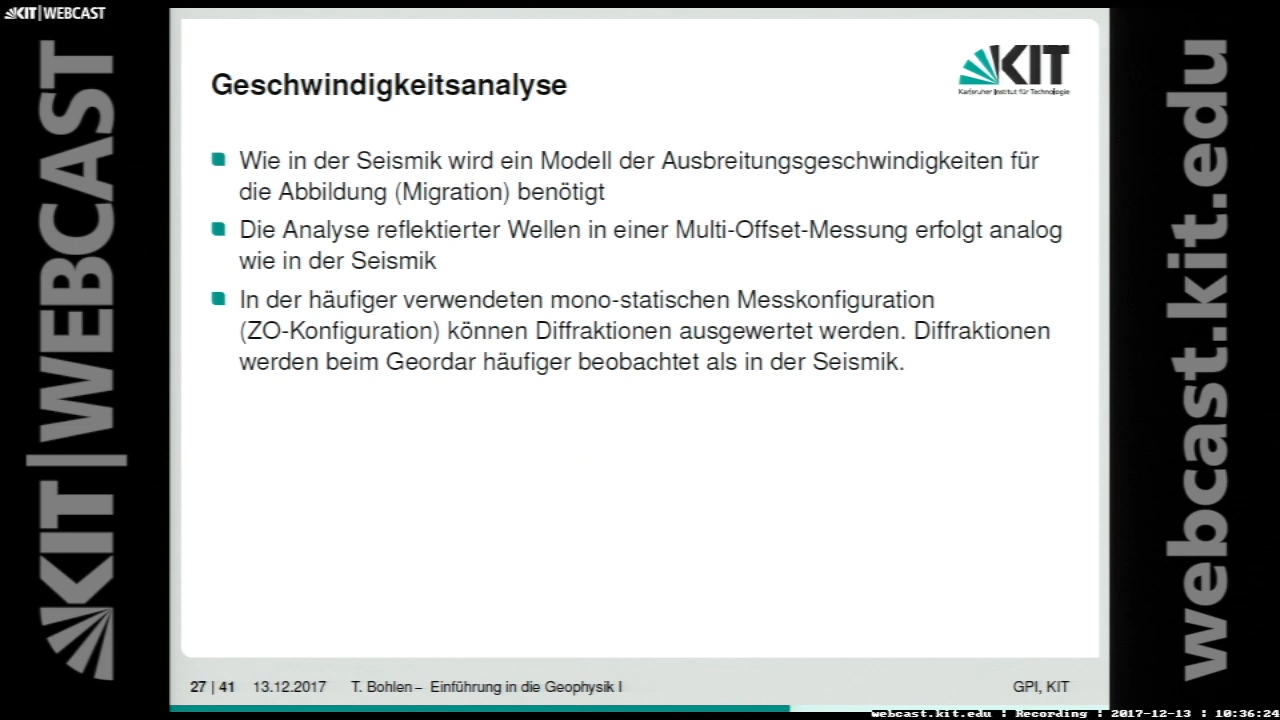 KIT|WEBCAST
KIT|WEBCAST
Geschwindigkeitsanalyse
KIT
Karlsruher Institut für Technologie
Wie in der Seismik wird ein Modell der Ausbreitungsgeschwindigkeiten für
die Abbildung (Migration) benötigt
Die Analyse reflektierter Wellen in einer Multi-Offset-Messung erfolgt analog
wie in der Seismik
In der häufiger verwendeten mono-statischen Messkonfiguration
(ZO-Konfiguration) können Diffraktionen ausgewertet werden. Diffraktionen
werden beim Geordar häufiger beobachtet als in der Seismik.
27 | 41 13.12.2017 T. Bohlen – Einführung in die Geophysik I GPI, KIT
webcast.kit.edu
webcast.kit.edu : Recording : 2017-12-13 : 10:36:24